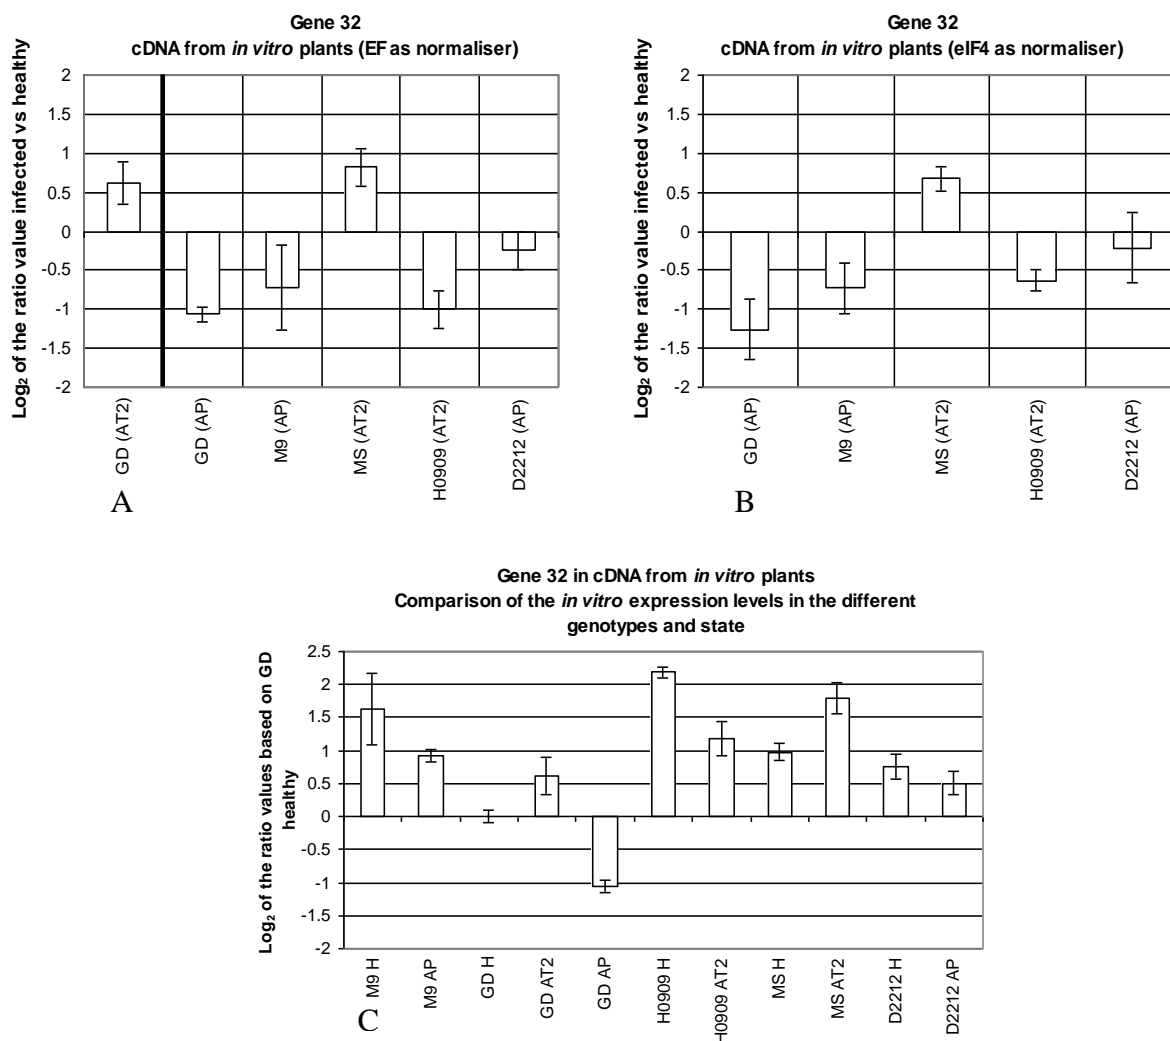 Gene 32
cDNA from in vitro plants (EF as normaliser)
Log₂ of the ratio value infected vs healthy
2
1.5
1
0.5
0
-0.5
-1
-1.5
-2
GD (AT2)
GD (AP)
M9 (AP)
MS (AT2)
H0909 (AT2)
D2212 (AP)
A
Gene 32
cDNA from in vitro plants (eIF4 as normaliser)
Log₂ of the ratio value infected vs healthy
2
1.5
1
0.5
0
-0.5
-1
-1.5
-2
GD (AP)
M9 (AP)
MS (AT2)
H0909 (AT2)
D2212 (AP)
B
Gene 32 in cDNA from in vitro plants
Comparison of the in vitro expression levels in the different
genotypes and state
Log₂ of the ratio values based on GD
healthy
2.5
2
1.5
1
0.5
0
-0.5
-1
-1.5
-2
M9 H
M9 AP
GD H
GD AT2
GD AP
H0909 H
H0909 AT2
MS H
MS AT2
D2212 H
D2212 AP
C